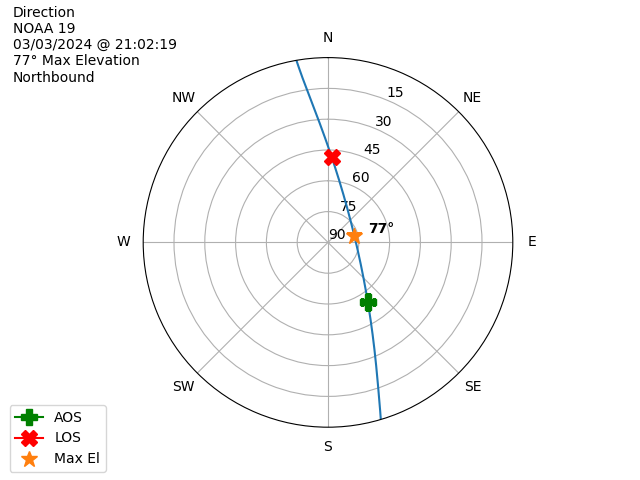 Direction
NOAA 19
03/03/2024 @ 21:02:19
77° Max Elevation
Northbound
N
NW
NE
15
30
45
60
75
90
77°
W
E
SW
SE
S
AOS
LOS
Max El